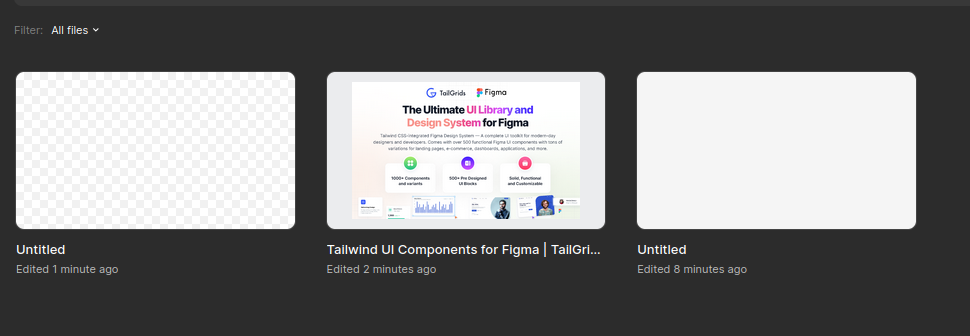 Filter: All files
TailGrids Figma
The Ultimate UI Library and
Design System for Figma
Tailwind CSS-integrated Figma Design System — A complete UI toolkit for modern-day
designers and developers. Comes with over 500 functional Figma UI components with tons of
variations for landing pages, e-commerce, dashboards, applications, and more.
1000+ Components
and variants
500+ Pre Designed
UI Blocks
Solid, Functional
and Customizable
Untitled
Edited 1 minute ago
Tailwind UI Components for Figma | TailGri...
Edited 2 minutes ago
Untitled
Edited 8 minutes ago